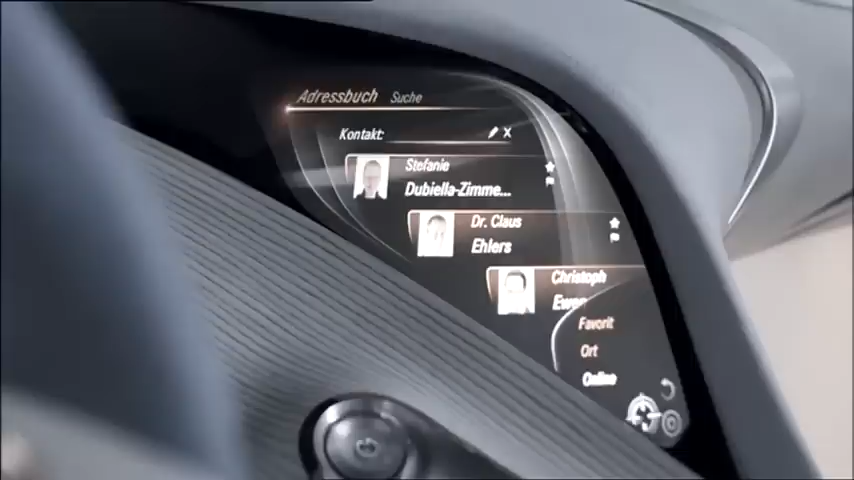 Adressbuch Suche
Kontakt:
Stefanie
Dubiella-Zimme...
Dr. Claus
Ehlers
Christoph
Favorit
Ort
Online